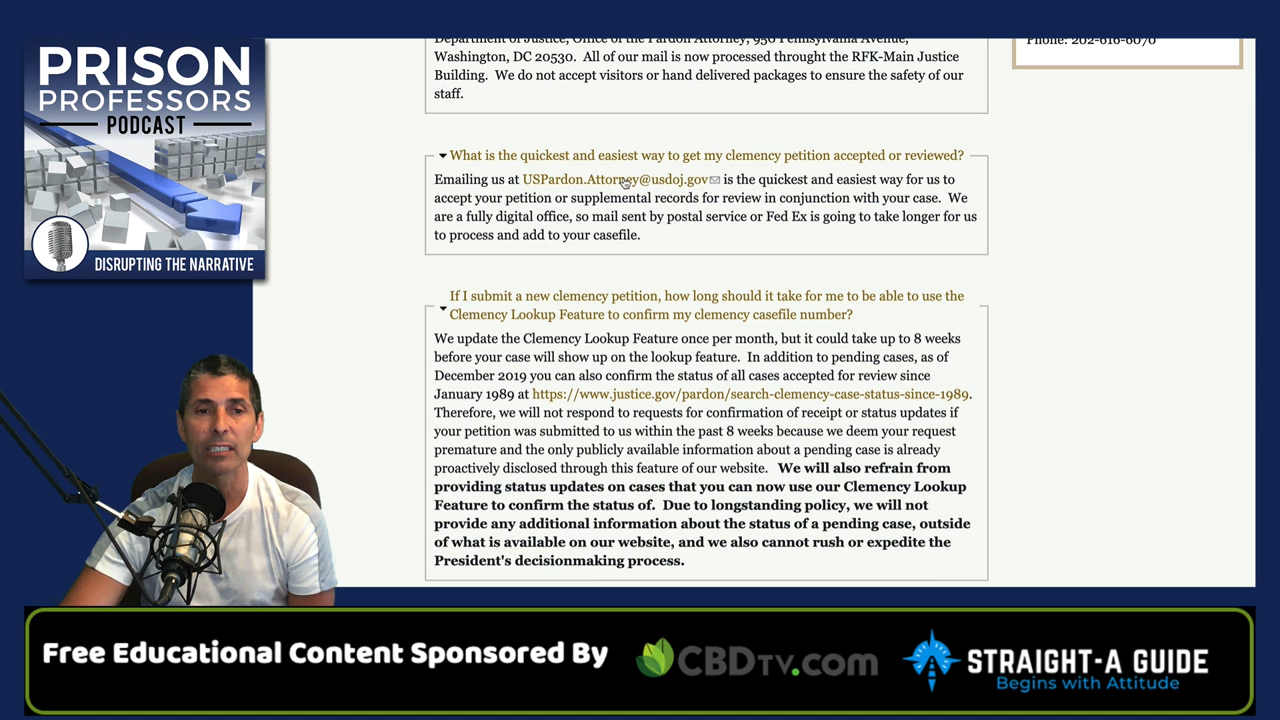 PRISON
PROFESSORS
PODCAST
DISRUPTING THE NARRATIVE
Department of Justice, Office of the Pardon Attorney, 950 Pennsylvania Avenue,
Washington, DC 20530.  All of our mail is now processed throught the RFK-Main Justice
Building.  We do not accept visitors or hand delivered packages to ensure the safety of our
staff.
Phone: 202-616-6070
What is the quickest and easiest way to get my clemency petition accepted or reviewed?
Emailing us at USPardon.Attorney@usdoj.gov is the quickest and easiest way for us to
accept your petition or supplemental records for review in conjunction with your case.  We
are a fully digital office, so mail sent by postal service or Fed Ex is going to take longer for us
to process and add to your casefile.
If I submit a new clemency petition, how long should it take for me to be able to use the
Clemency Lookup Feature to confirm my clemency casefile number?
We update the Clemency Lookup Feature once per month, but it could take up to 8 weeks
before your case will show up on the lookup feature.  In addition to pending cases, as of
December 2019 you can also confirm the status of all cases accepted for review since
January 1989 at https://www.justice.gov/pardon/search-clemency-case-status-since-1989.
Therefore, we will not respond to requests for confirmation of receipt or status updates if
your petition was submitted to us within the past 8 weeks because we deem your request
premature and the only publicly available information about a pending case is already
proactively disclosed through this feature of our website.  We will also refrain from
providing status updates on cases that you can now use our Clemency Lookup
Feature to confirm the status of.  Due to longstanding policy, we will not
provide any additional information about the status of a pending case, outside
of what is available on our website, and we also cannot rush or expedite the
President's decisionmaking process.
Free Educational Content Sponsored By
CBDTV.com
STRAIGHT-A GUIDE
Begins with Attitude